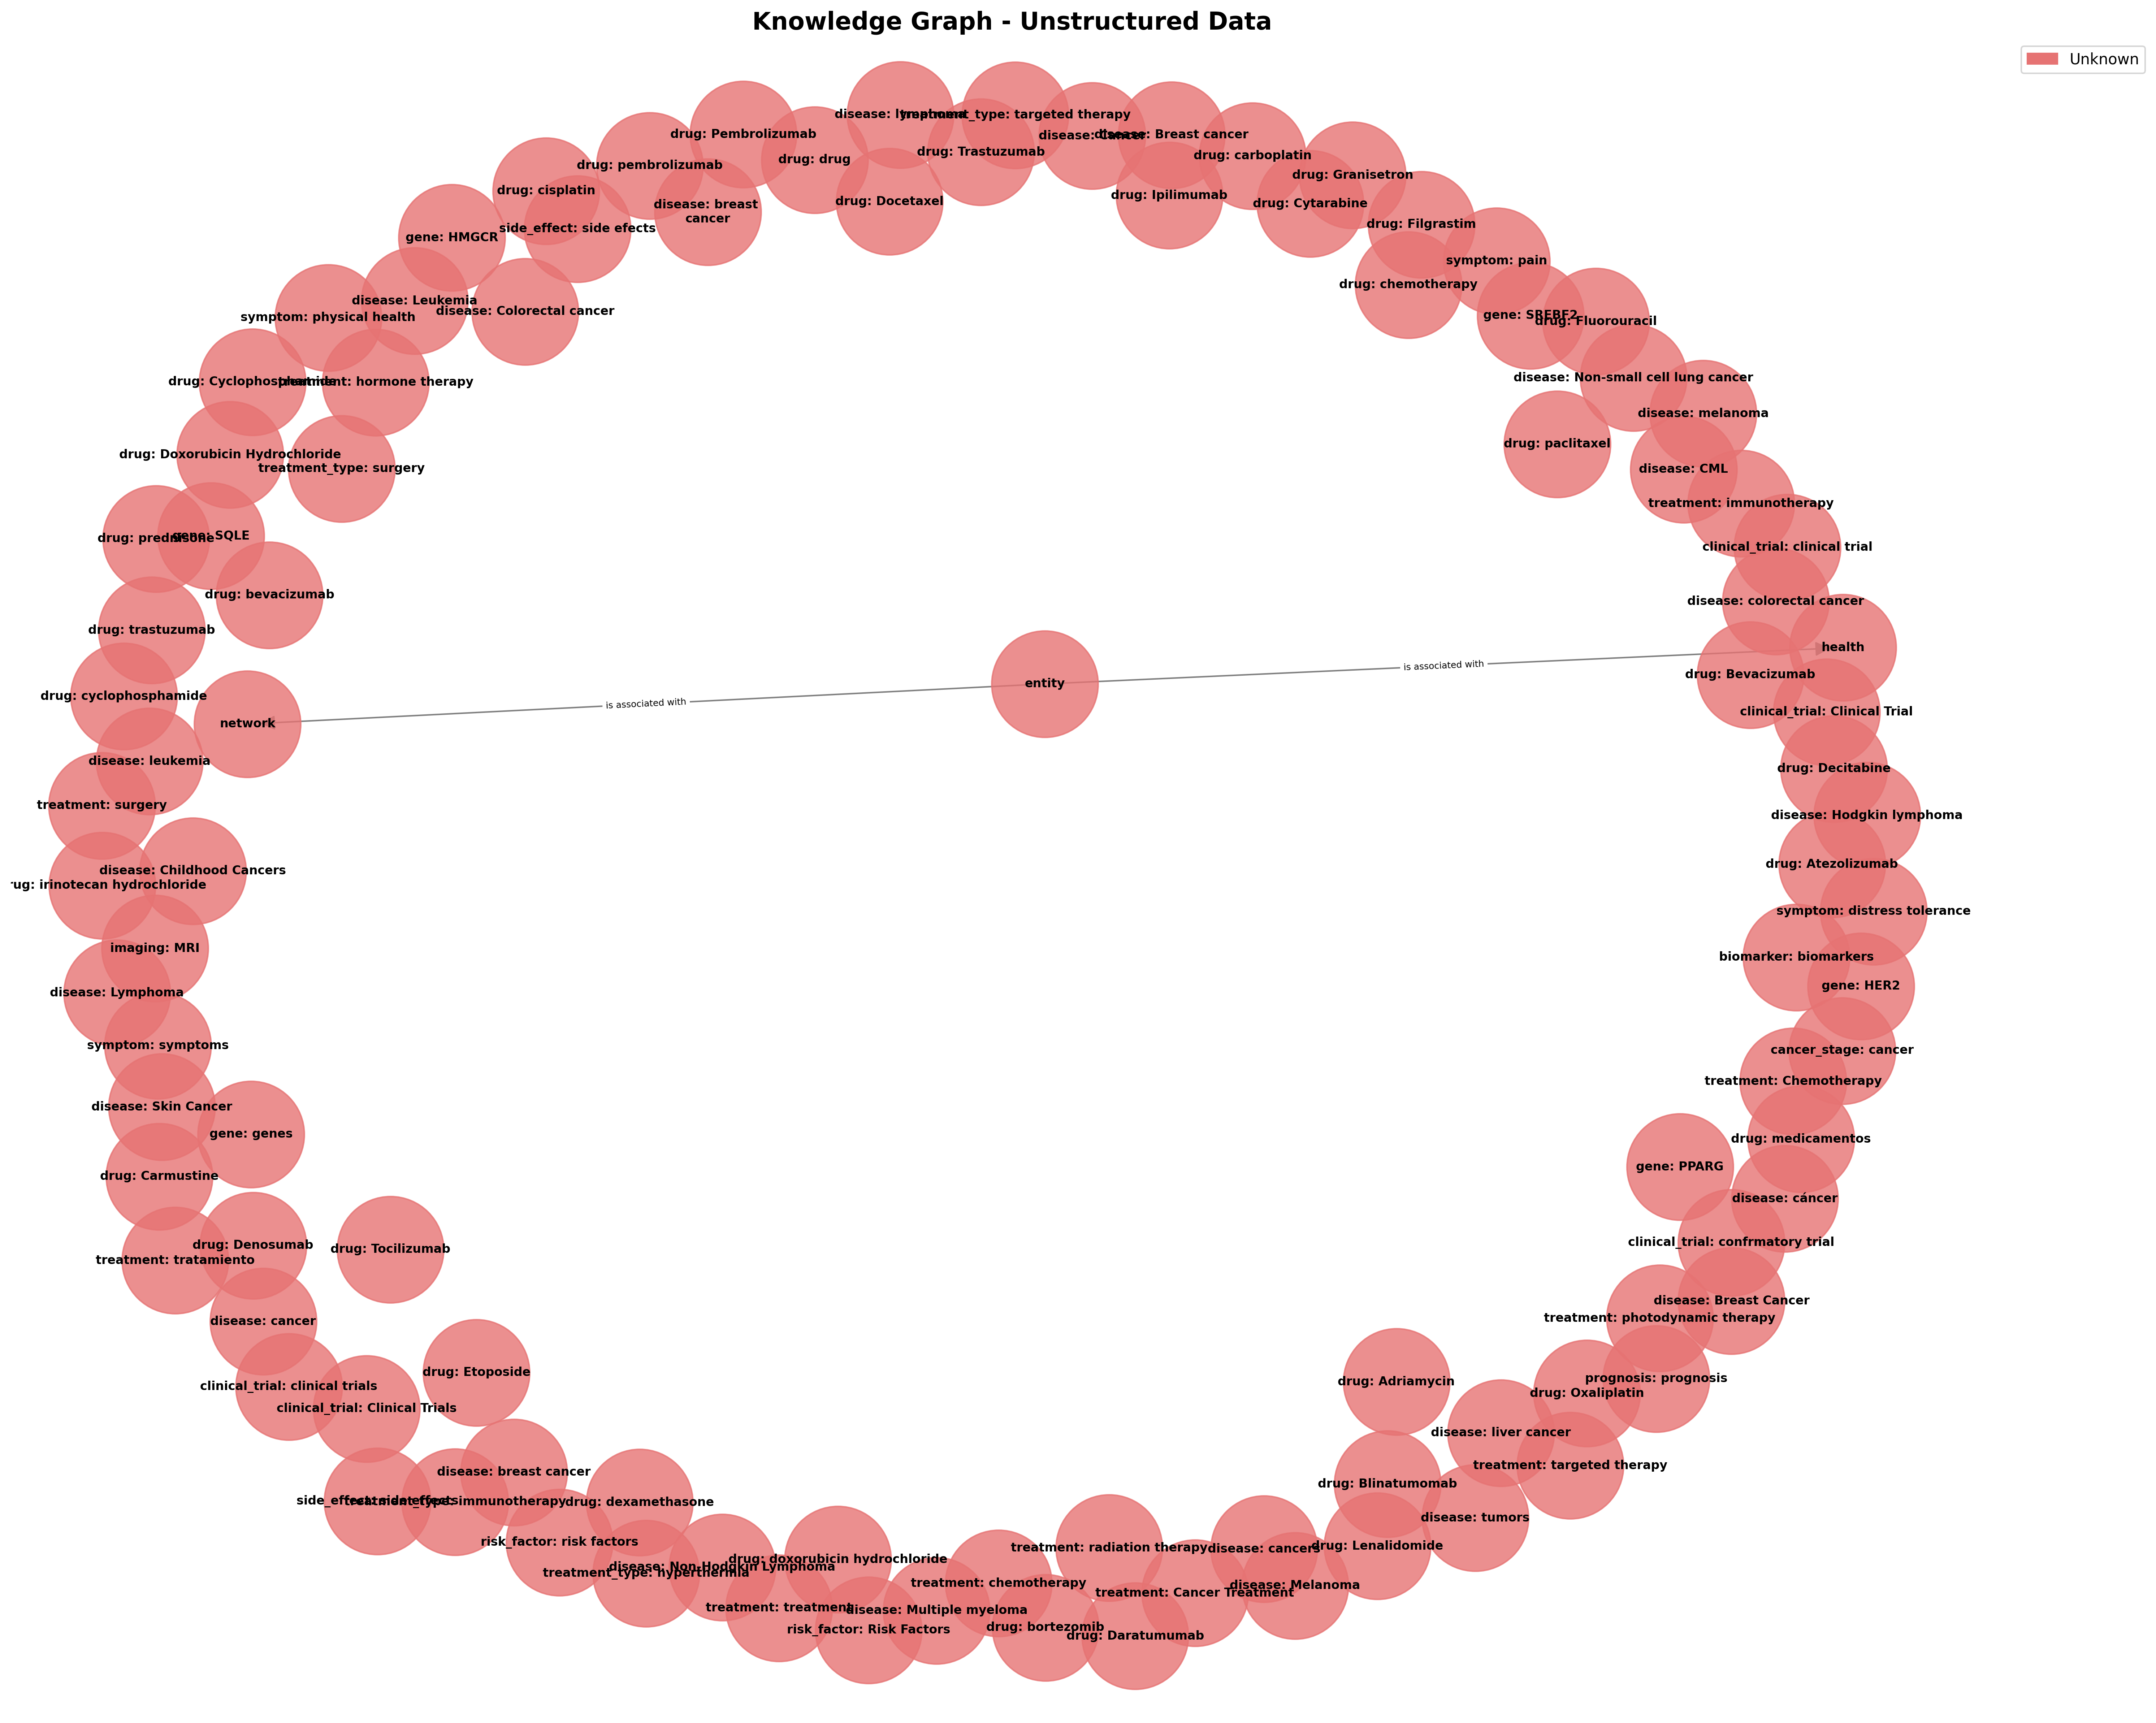 Knowledge Graph - Unstructured Data
Unknown
disease: lymphoma
treatment_type: targeted therapy
drug: Pembrolizumab
disease: Cancer
disease: Breast cancer
drug: drug
drug: Trastuzumab
drug: carboplatin
drug: pembrolizumab
drug: Granisetron
drug: cisplatin
drug: Docetaxel
drug: Ipilimumab
drug: Cytarabine
disease: breast
cancer
side_effect: side efects
drug: Filgrastim
gene: HMGCR
symptom: pain
drug: chemotherapy
disease: Leukemia
disease: Colorectal cancer
symptom: physical health
gene: SREBF2
drug: Fluorouracil
drug: Cyclophosphamide
treatment: hormone therapy
disease: Non-small cell lung cancer
disease: melanoma
drug: paclitaxel
drug: Doxorubicin Hydrochloride
treatment_type: surgery
disease: CML
treatment: immunotherapy
drug: prednisone
gene: SQLE
clinical_trial: clinical trial
drug: bevacizumab
disease: colorectal cancer
drug: trastuzumab
health
is associated with
drug: Bevacizumab
entity
drug: cyclophosphamide
is associated with
clinical_trial: Clinical Trial
network
disease: leukemia
drug: Decitabine
treatment: surgery
disease: Hodgkin lymphoma
drug: Atezolizumab
disease: Childhood Cancers
rug: irinotecan hydrochloride
symptom: distress tolerance
imaging: MRI
biomarker: biomarkers
gene: HER2
disease: Lymphoma
symptom: symptoms
cancer_stage: cancer
treatment: Chemotherapy
disease: Skin Cancer
gene: genes
drug: medicamentos
gene: PPARG
drug: Carmustine
disease: cáncer
clinical_trial: confrmatory trial
drug: Denosumab
drug: Tocilizumab
treatment: tratamiento
disease: Breast Cancer
treatment: photodynamic therapy
disease: cancer
drug: Etoposide
prognosis: prognosis
drug: Adriamycin
clinical_trial: clinical trials
drug: Oxaliplatin
clinical_trial: Clinical Trials
disease: liver cancer
treatment: targeted therapy
disease: breast cancer
drug: Blinatumomab
side_effect: side effects
treatment_type: immunotherapy
drug: dexamethasone
disease: tumors
risk_factor: risk factors
drug: Lenalidomide
treatment: radiation therapy
disease: cancers
drug: doxorubicin hydrochloride
disease: Non-Hodgkin Lymphoma
treatment_type: hyperthermia
treatment: chemotherapy
disease: Melanoma
treatment: Cancer Treatment
treatment: treatment
disease: Multiple myeloma
drug: bortezomib
risk_factor: Risk Factors
drug: Daratumumab